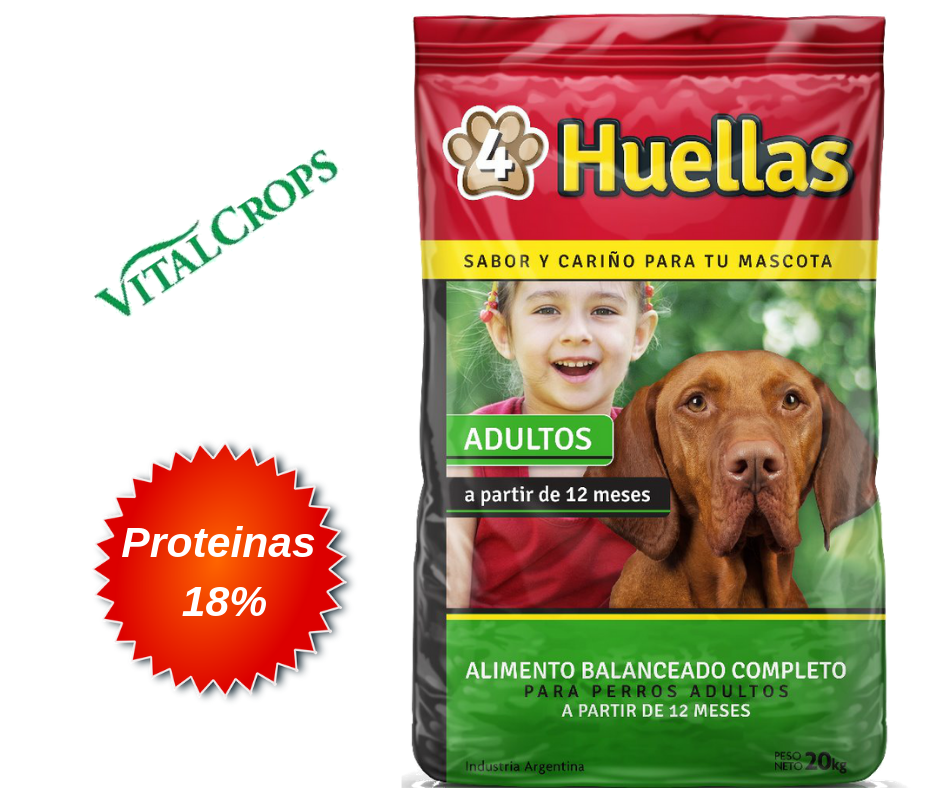 VITALCROPS
Proteinas
18%
4 Huellas
SABOR Y CARIÑO PARA TU MASCOTA
ADULTOS
a partir de 12 meses
ALIMENTO BALANCEADO COMPLETO
PARA PERROS ADULTOS
A PARTIR DE 12 MESES
Industria Argentina
PESO
NETO 20kg